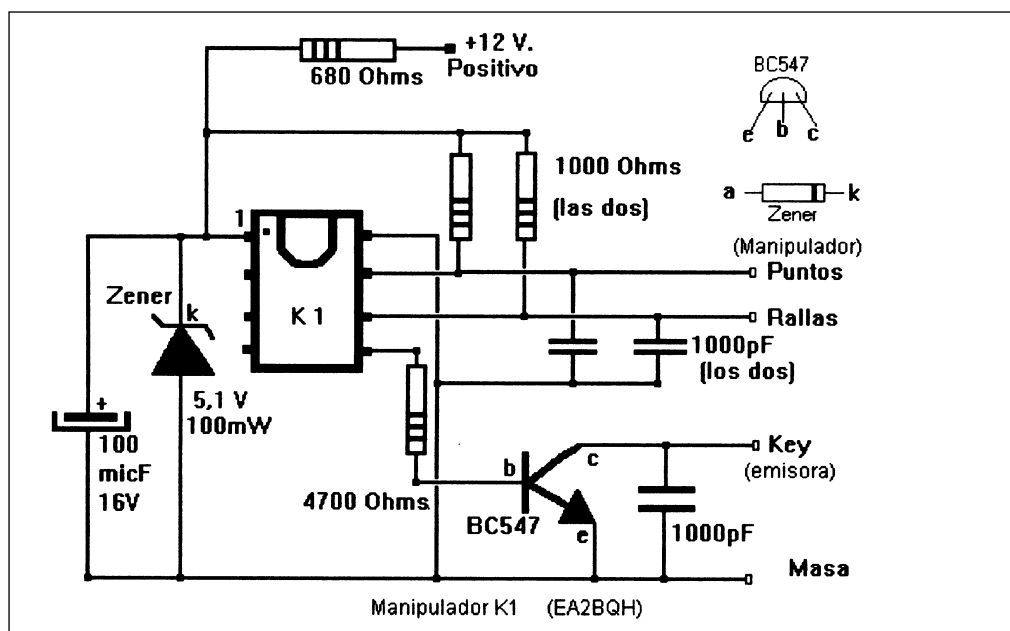 +12 V.
Positivo
680 Ohms
BC547
e
b
c
1000 Ohms
(las dos)
a
k
Zener
1
(Manipulador)
Puntos
Zener
k
K1
Rallas
1000pF
(los dos)
5,1 V
100mW
+
100
micF
16V
Key
(emisora)
b
c
4700 Ohms
BC547
e
1000pF
Masa
Manipulador K1 (EA2BQH)